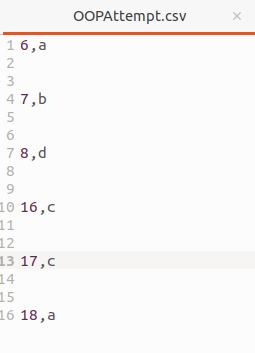 OOPAttempt.csv ×
1 6,a
2
3
4 7,b
5
6
7 8,d
8
9
10 16,c
11
12
13 17,c
14
15
16 18,a